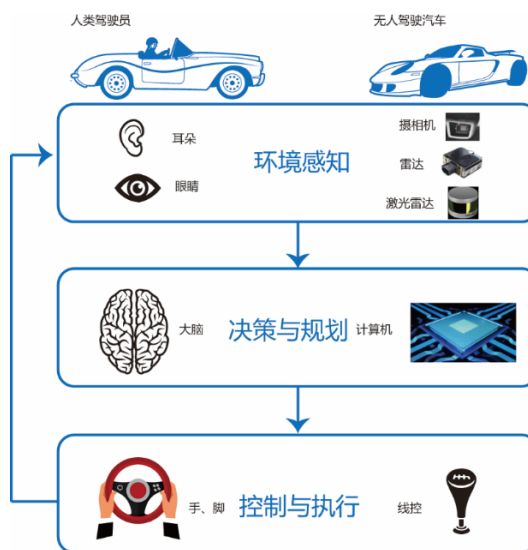 人类驾驶员
无人驾驶汽车
耳朵
眼睛
环境感知
摄相机
雷达
激光雷达
大脑
决策与规划
计算机
手、脚
控制与执行
线控